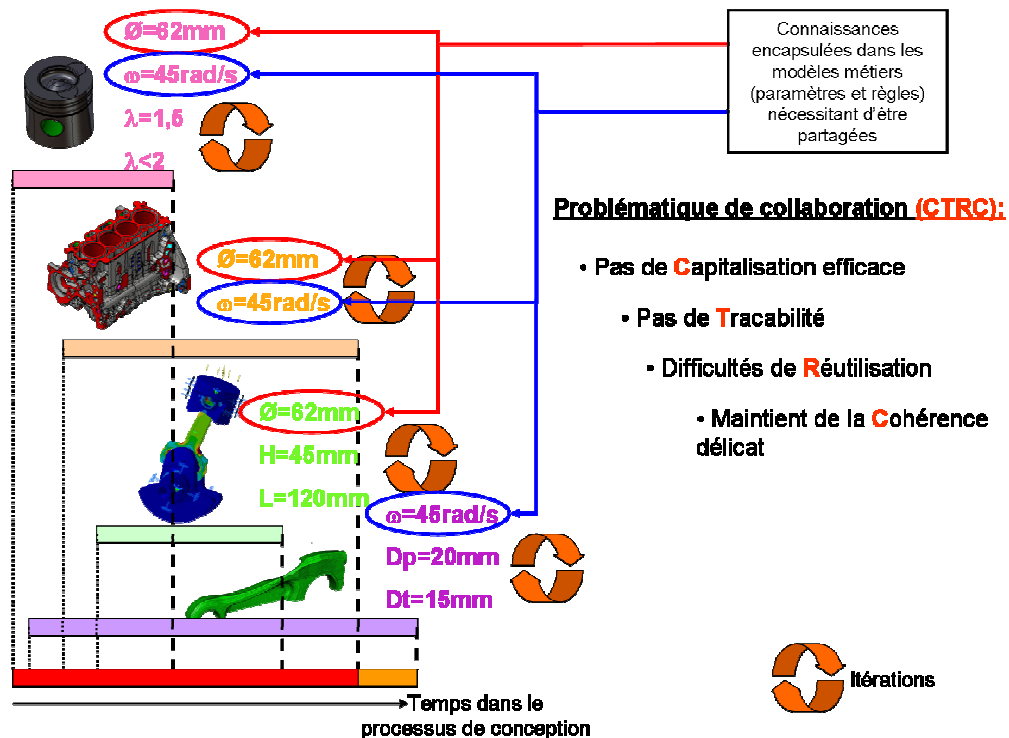 Ø=62mm
ω=45rad/s
λ=1,5
λ<2
Connaissances
encapsulées dans les
modèles métiers
(paramètres et règles)
nécessitant d'être
partagées
Problématique de collaboration (CTRC):
• Pas de Capitalisation efficace
• Pas de Tracabilité
• Difficultés de Réutilisation
• Maintient de la Cohérence
délicat
Ø=62mm
ω=45rad/s
Ø=62mm
H=45mm
L=120mm
ω=45rad/s
Dp=20mm
Dt=15mm
Itérations
Temps dans le
processus de conception